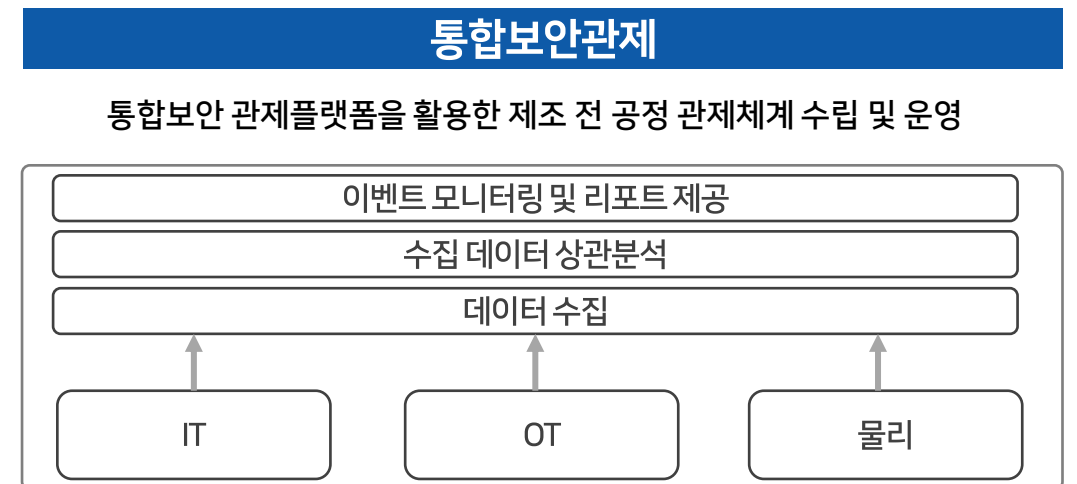 통합보안관제
통합보안 관제플랫폼을 활용한 제조 전 공정 관제체계 수립 및 운영
이벤트 모니터링 및 리포트 제공
수집 데이터 상관분석
데이터 수집
IT
OT
물리